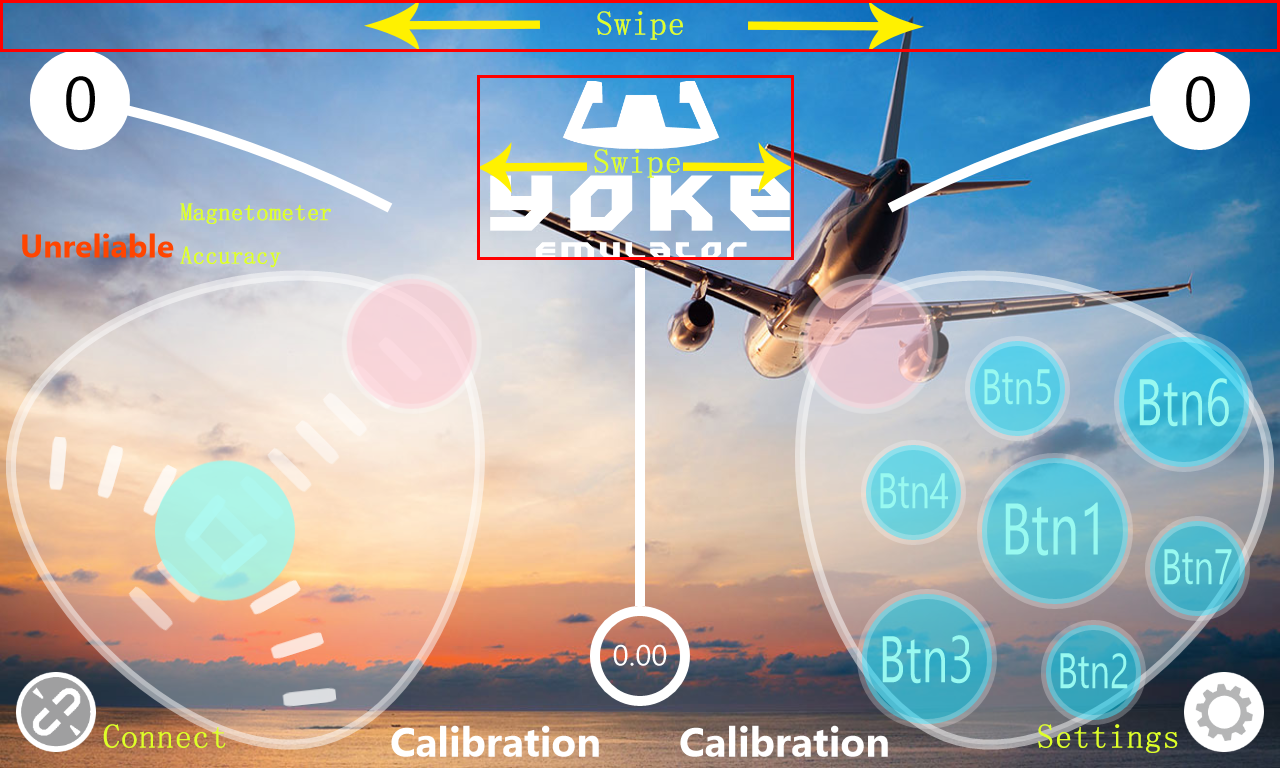 Swipe
0
0
Swipe
YOKE
emulator
Magnetometer
Unreliable Accuracy
Btn5
Btn6
Btn4
Btn1
Btn7
0.00
Btn3
Btn2
Connect
Calibration
Calibration
Settings